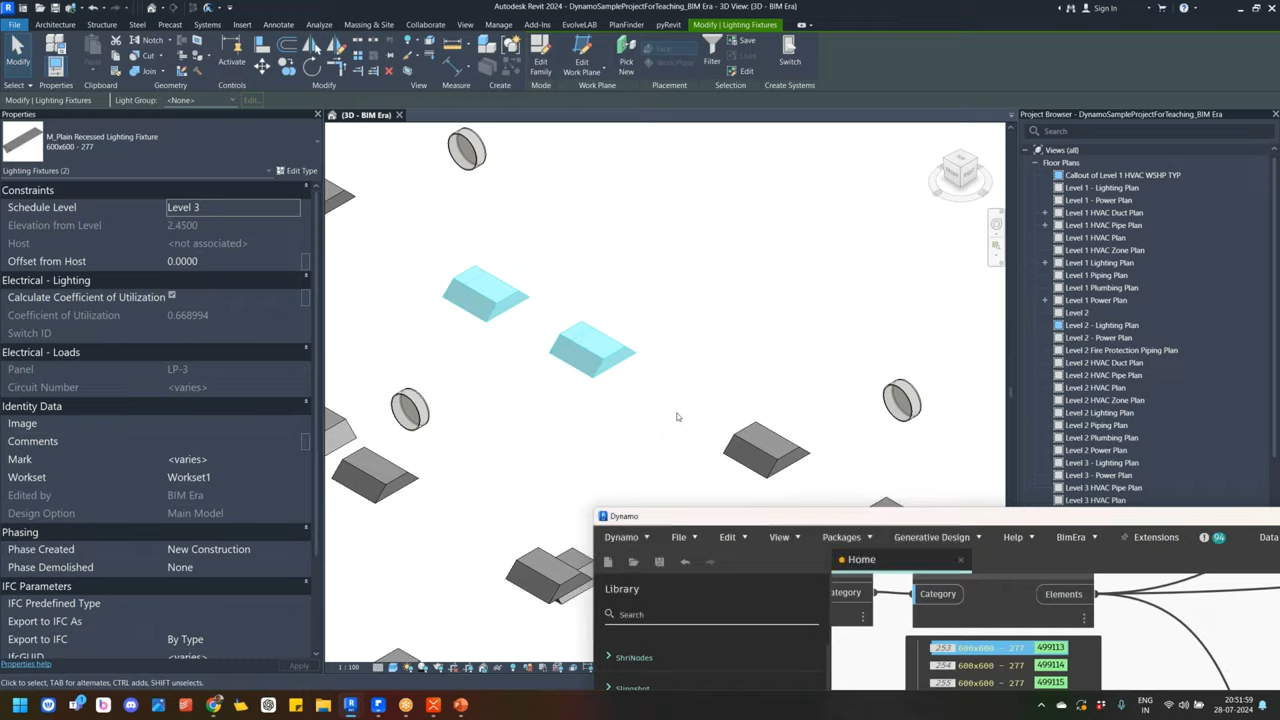 Autodesk Revit 2024 - DynamoSampleProjectForTeaching_BIM Era - 3D View: {3D - BIM Era}
Sign In
File Architecture Structure Steel Precast Systems Insert Annotate Analyze Massing & Site Collaborate View Manage Add-Ins EvolveLAB PlanFinder pyRevit Modify | Lighting Fixtures
Modify
Properties
Paste
Notch
Cut
Join
Activate
Edit Family
Edit Work Plane
Pick New
Face
Work Plane
Filter
Save
Load
Edit
Switch
Select
Properties
Clipboard
Geometry
Controls
Modify
View
Measure
Create
Mode
Work Plane
Placement
Selection
Create Systems
Modify | Lighting Fixtures
Light Group:
<None>
Edit...
Properties
M_Plain Recessed Lighting Fixture
600x600 - 277
Lighting Fixtures (2)
Edit Type
Constraints
Schedule Level Level 3
Elevation from Level 2.4500
Host <not associated>
Offset from Host 0.0000
Electrical - Lighting
Calculate Coefficient of Utilization
Coefficient of Utilization 0.668994
Switch ID
Electrical - Loads
Panel LP-3
Circuit Number <varies>
Identity Data
Image
Comments
Mark <varies>
Workset Workset1
Edited by BIM Era
Design Option Main Model
Phasing
Phase Created New Construction
Phase Demolished None
IFC Parameters
IFC Predefined Type
Export to IFC As
Export to IFC By Type
IfcGUID
Properties help
Apply
{3D - BIM Era}
1 : 100
Project Browser - DynamoSampleProjectForTeaching_BIM Era
Search
Views (all)
Floor Plans
Callout of Level 1 HVAC WSHP TYP
Level 1 - Lighting Plan
Level 1 - Power Plan
Level 1 HVAC Duct Plan
Level 1 HVAC Pipe Plan
Level 1 HVAC Plan
Level 1 HVAC Zone Plan
Level 1 Lighting Plan
Level 1 Piping Plan
Level 1 Plumbing Plan
Level 1 Power Plan
Level 2
Level 2 - Lighting Plan
Level 2 - Power Plan
Level 2 Fire Protection Piping Plan
Level 2 HVAC Duct Plan
Level 2 HVAC Pipe Plan
Level 2 HVAC Plan
Level 2 HVAC Zone Plan
Level 2 Lighting Plan
Level 2 Piping Plan
Level 2 Plumbing Plan
Level 2 Power Plan
Level 3 - Lighting Plan
Level 3 - Power Plan
Level 3 HVAC Pipe Plan
Level 3 HVAC Plan
Dynamo
Dynamo File Edit View Packages Generative Design Help BimEra Extensions 94 Data
Home
Library
Search
ShriNodes
Slingshot
ategory
Category
Elements
253 600x600 - 277 499113
254 600x600 - 277 499114
255 600x600 - 277 499115
Click to select, TAB for alternates, CTRL adds, SHIFT unselects.
ENG
IN
20:51:59
28-07-2024